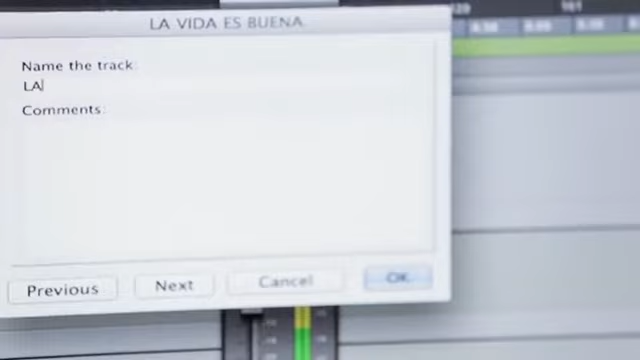 LA VIDA ES BUENA
Name the track:
LA
Comments:
Previous
Next
Cancel
OK